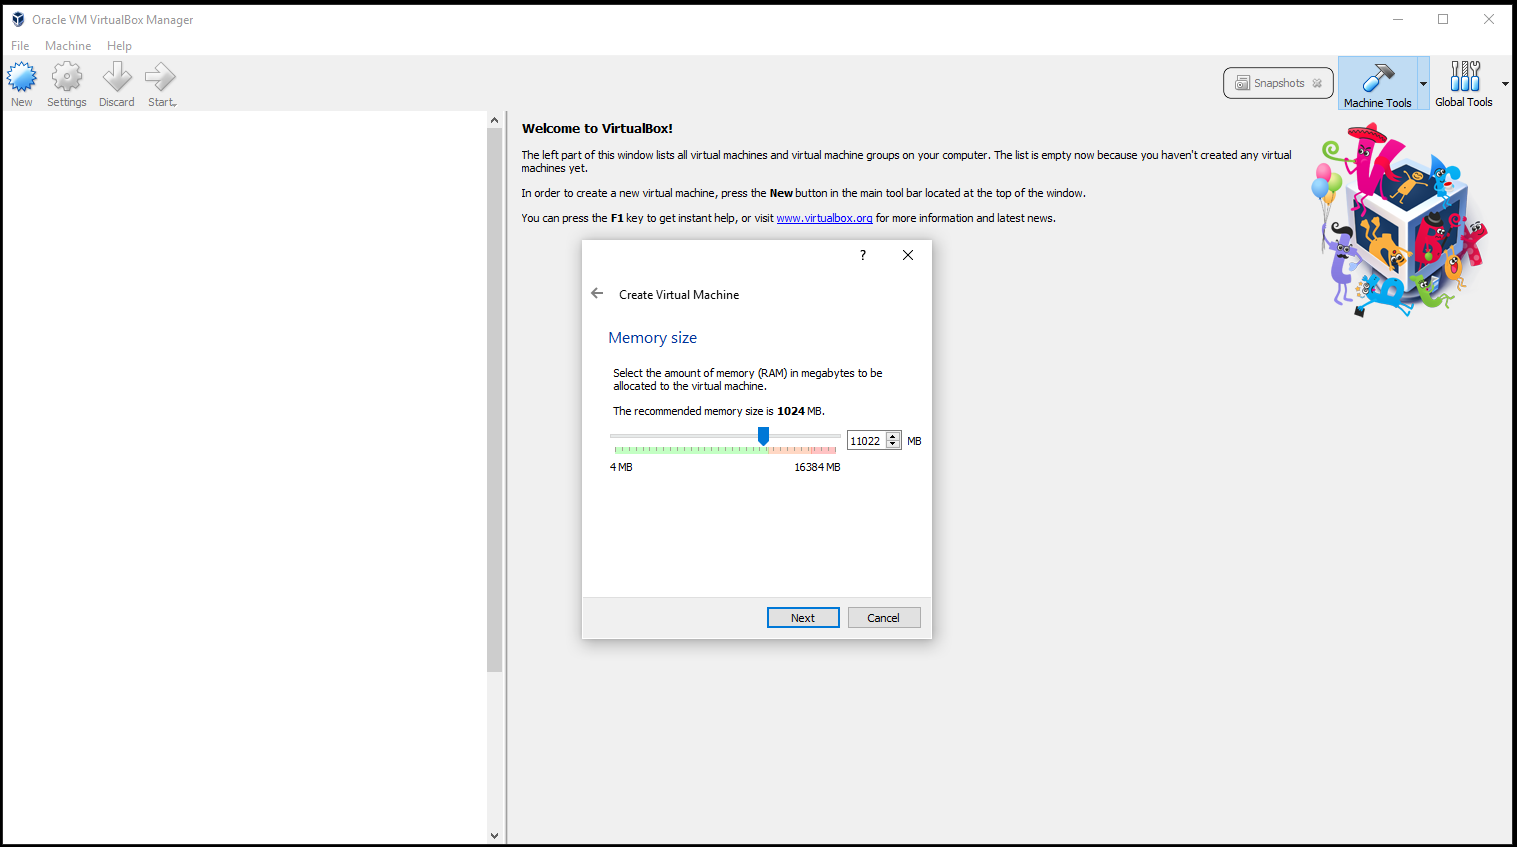 Oracle VM VirtualBox Manager
File Machine Help
New Settings Discard Start
Snapshots Machine Tools Global Tools
Welcome to VirtualBox!
The left part of this window lists all virtual machines and virtual machine groups on your computer. The list is empty now because you haven't created any virtual
machines yet.
In order to create a new virtual machine, press the New button in the main tool bar located at the top of the window.
You can press the F1 key to get instant help, or visit www.virtualbox.org for more information and latest news.
?
Create Virtual Machine
Memory size
Select the amount of memory (RAM) in megabytes to be
allocated to the virtual machine.
The recommended memory size is 1024 MB.
11022 MB
4 MB 16384 MB
Next Cancel